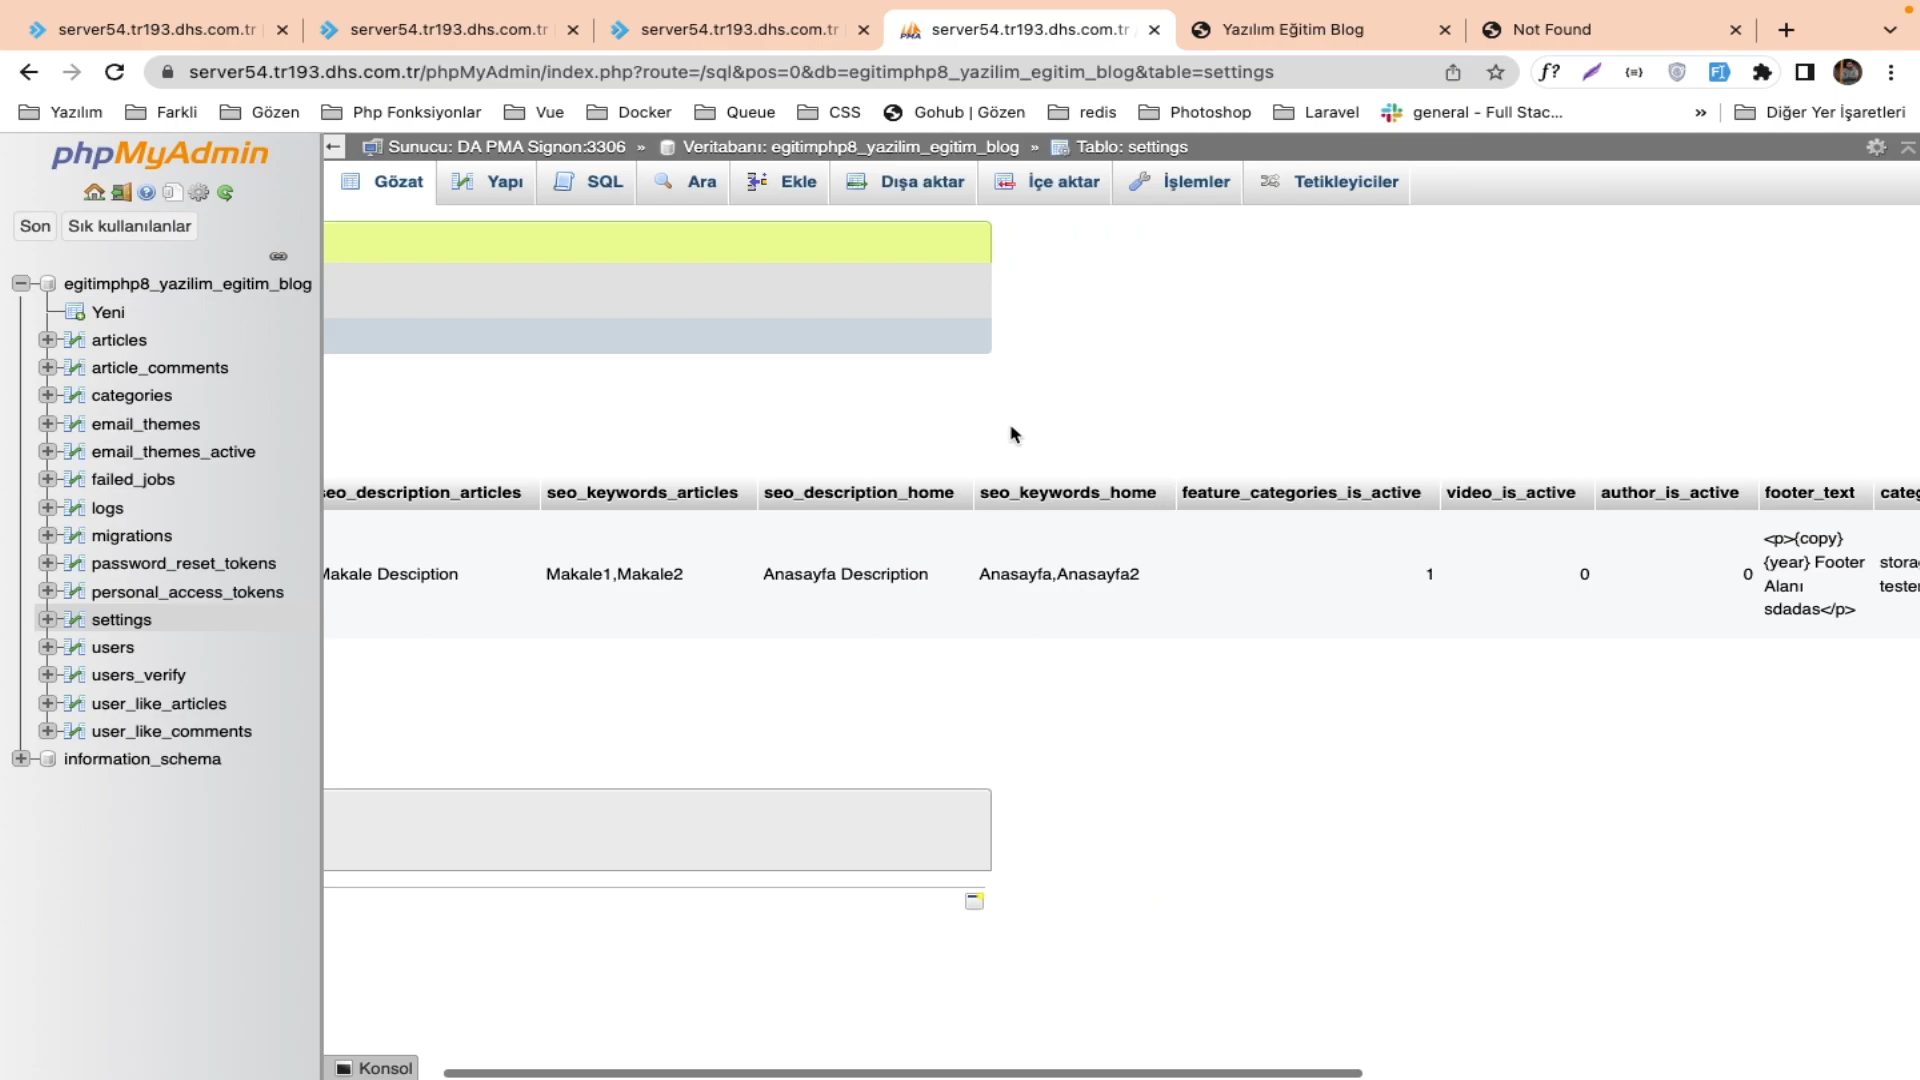 server54.tr193.dhs.com.tr
server54.tr193.dhs.com.tr
server54.tr193.dhs.com.tr
server54.tr193.dhs.com.tr
Yazılım Eğitim Blog
Not Found
server54.tr193.dhs.com.tr/phpMyAdmin/index.php?route=/sql&pos=0&db=egitimphp8_yazilim_egitim_blog&table=settings
Yazılım
Farkli
Gözen
Php Fonksiyonlar
Vue
Docker
Queue
CSS
Gohub | Gözen
redis
Photoshop
Laravel
general - Full Stac...
»
Diğer Yer İşaretleri
phpMyAdmin
Son
Sık kullanılanlar
egitimphp8_yazilim_egitim_blog
Yeni
articles
article_comments
categories
email_themes
email_themes_active
failed_jobs
logs
migrations
password_reset_tokens
personal_access_tokens
settings
users
users_verify
user_like_articles
user_like_comments
information_schema
Sunucu: DA PMA Signon:3306 » Veritabanı: egitimphp8_yazilim_egitim_blog » Tablo: settings
Gözat
Yapı
SQL
Ara
Ekle
Dışa aktar
İçe aktar
İşlemler
Tetikleyiciler
seo_description_articles seo_keywords_articles seo_description_home seo_keywords_home feature_categories_is_active video_is_active author_is_active footer_text categ
Makale Desciption Makale1,Makale2 Anasayfa Description Anasayfa,Anasayfa2 1 0 0
<p>{copy}
{year} Footer
Alanı
sdadas</p>
stora
tester
Konsol